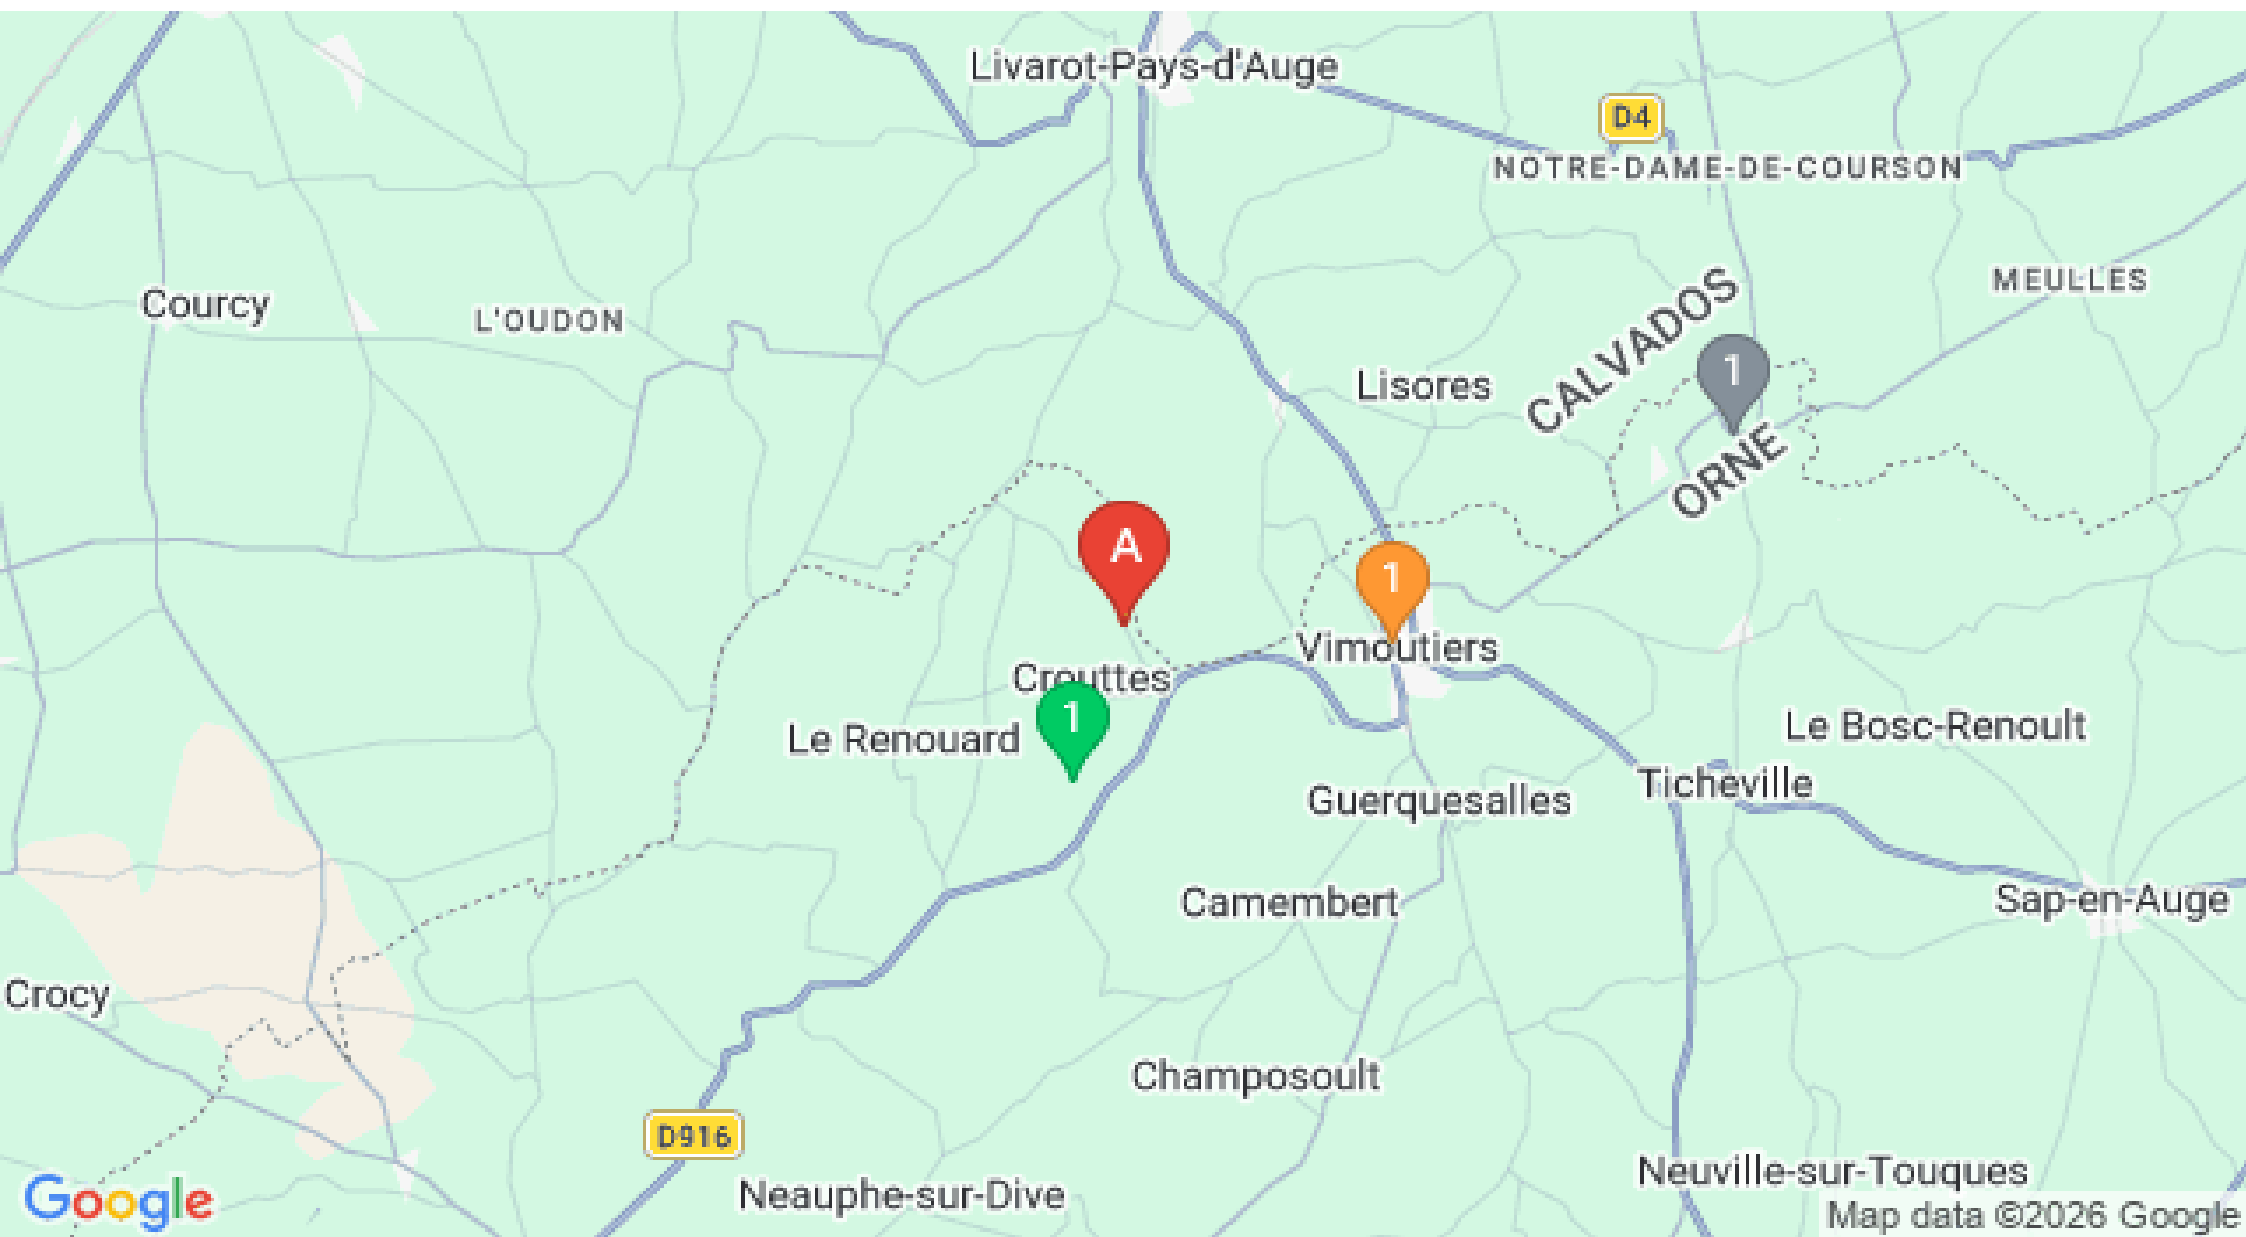 Livarot-Pays-d'Auge
D4
NOTRE-DAME-DE-COURSON
MEULLES
Courcy
L'OUDON
CALVADOS
1
Lisores
ORNE
A
1
Vimoutiers
Crouttes
1
Le Renouard
Le Bosc-Renoult
Ticheville
Guerquesalles
Camembert
Sap-en-Auge
Crocy
Champosoult
D916
Neuville-sur-Touques
Neauphe-sur-Dive
Google
Map data ©2026 Google